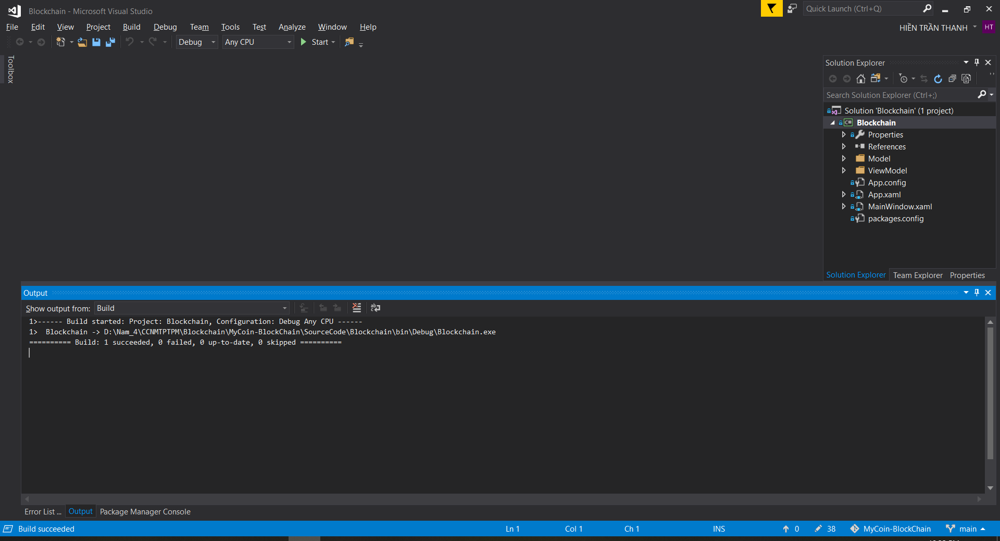 Blockchain - Microsoft Visual Studio
Quick Launch (Ctrl+Q)
File Edit View Project Build Debug Team Tools Test Analyze Window Help
HIỀN TRẦN THANH HT
Debug Any CPU Start
Toolbox
Solution Explorer
Search Solution Explorer (Ctrl+;)
Solution 'Blockchain' (1 project)
C# Blockchain
Properties
References
Model
ViewModel
App.config
App.xaml
MainWindow.xaml
packages.config
Solution Explorer Team Explorer Properties
Output
Show output from: Build
1>------ Build started: Project: Blockchain, Configuration: Debug Any CPU ------
1>  Blockchain -> D:\Nam_4\CCNMTPTPM\Blockchain\MyCoin-BlockChain\SourceCode\Blockchain\bin\Debug\Blockchain.exe
========== Build: 1 succeeded, 0 failed, 0 up-to-date, 0 skipped ==========
Error List ... Output Package Manager Console
Build succeeded Ln 1 Col 1 Ch 1 INS 0 38 MyCoin-BlockChain main